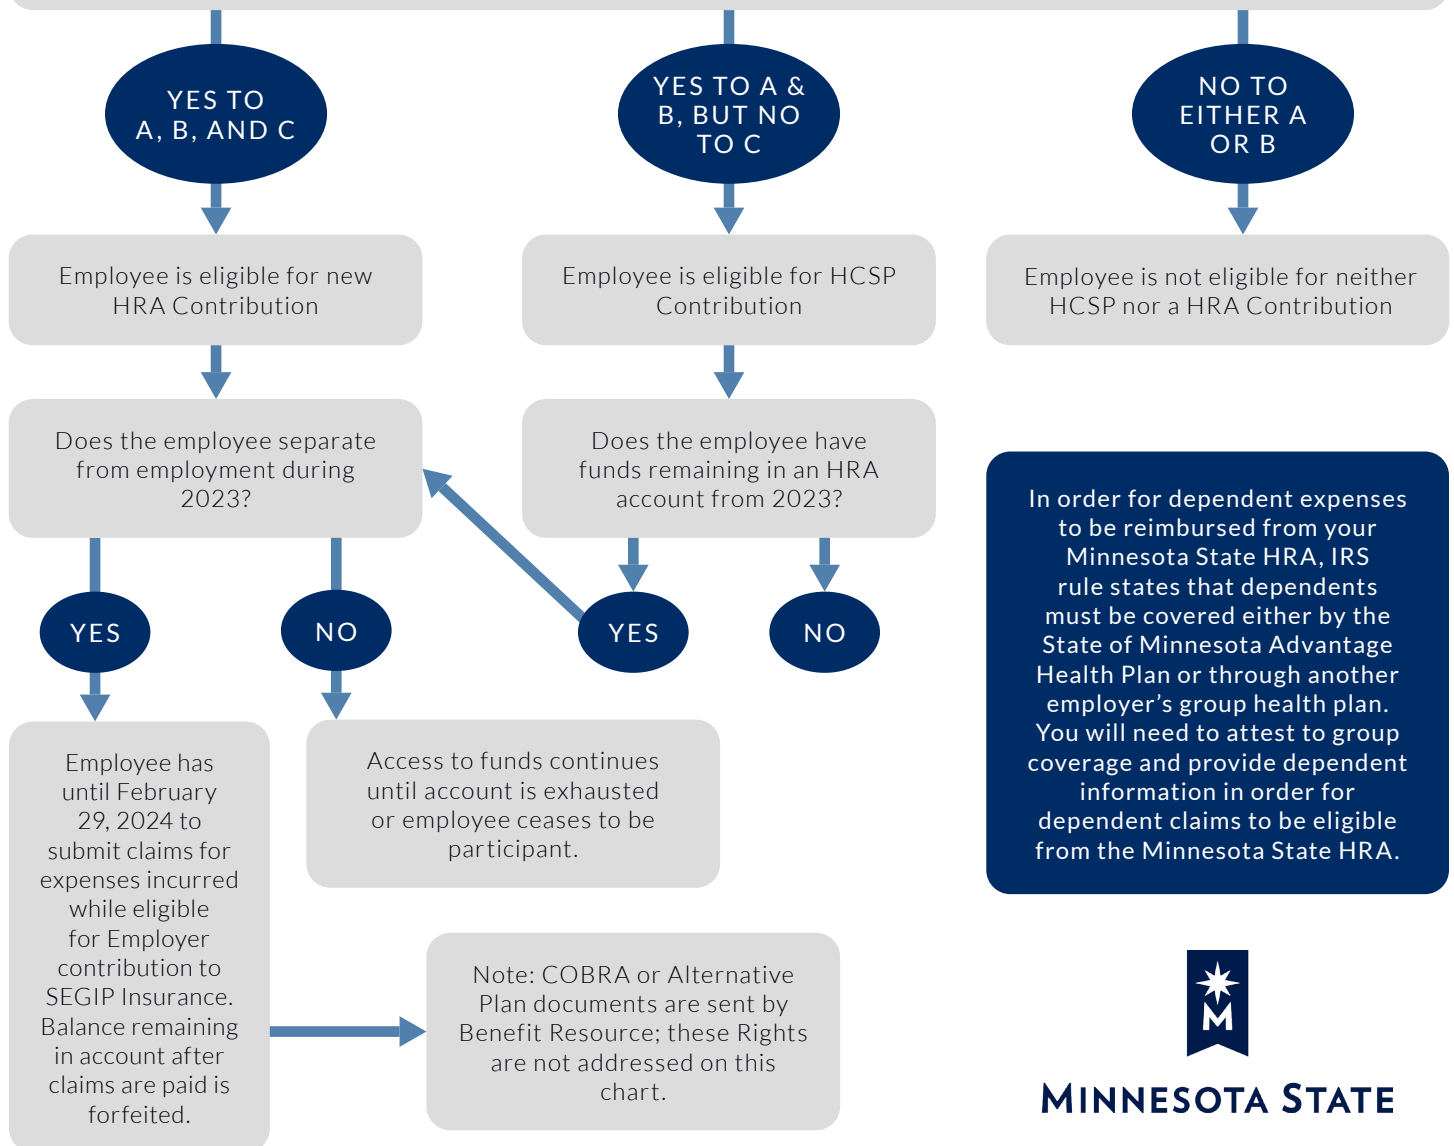 YES TO
A, B, AND C
YES TO A &
B, BUT NO
TO C
NO TO
EITHER A
OR B
Employee is eligible for new
HRA Contribution
Employee is eligible for HCSP
Contribution
Employee is not eligible for neither
HCSP nor a HRA Contribution
Does the employee separate
from employment during
2023?
Does the employee have
funds remaining in an HRA
account from 2023?
YES
NO
YES
NO
In order for dependent expenses
to be reimbursed from your
Minnesota State HRA, IRS
rule states that dependents
must be covered either by the
State of Minnesota Advantage
Health Plan or through another
employer’s group health plan.
You will need to attest to group
coverage and provide dependent
information in order for
dependent claims to be eligible
from the Minnesota State HRA.
Employee has
until February
29, 2024 to
submit claims for
expenses incurred
while eligible
for Employer
contribution to
SEGIP Insurance.
Balance remaining
in account after
claims are paid is
forfeited.
Access to funds continues
until account is exhausted
or employee ceases to be
participant.
Note: COBRA or Alternative
Plan documents are sent by
Benefit Resource; these Rights
are not addressed on this
chart.
M
MINNESOTA STATE